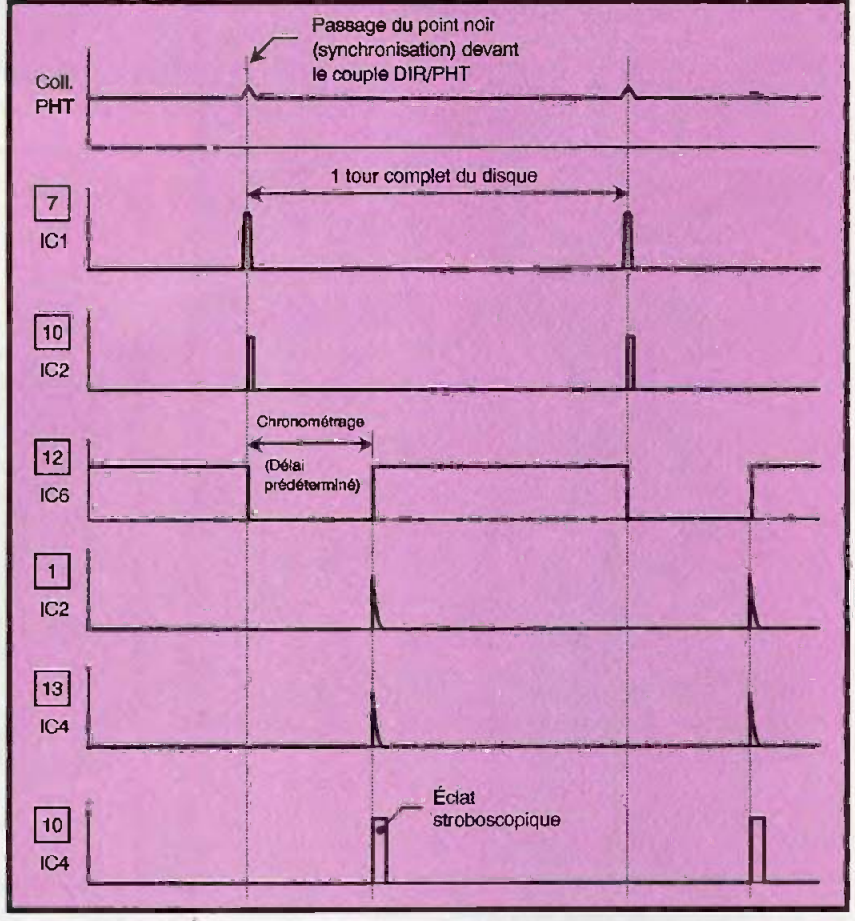 Passage du point noir
(synchronisation) devant
le couple DIR/PHT
Coll.
PHT
1 tour complet du disque
7
IC1
10
IC2
Chronométrage
(Délai
prédéterminé)
12
IC6
1
IC2
13
IC4
Éclat
stroboscopique
10
IC4